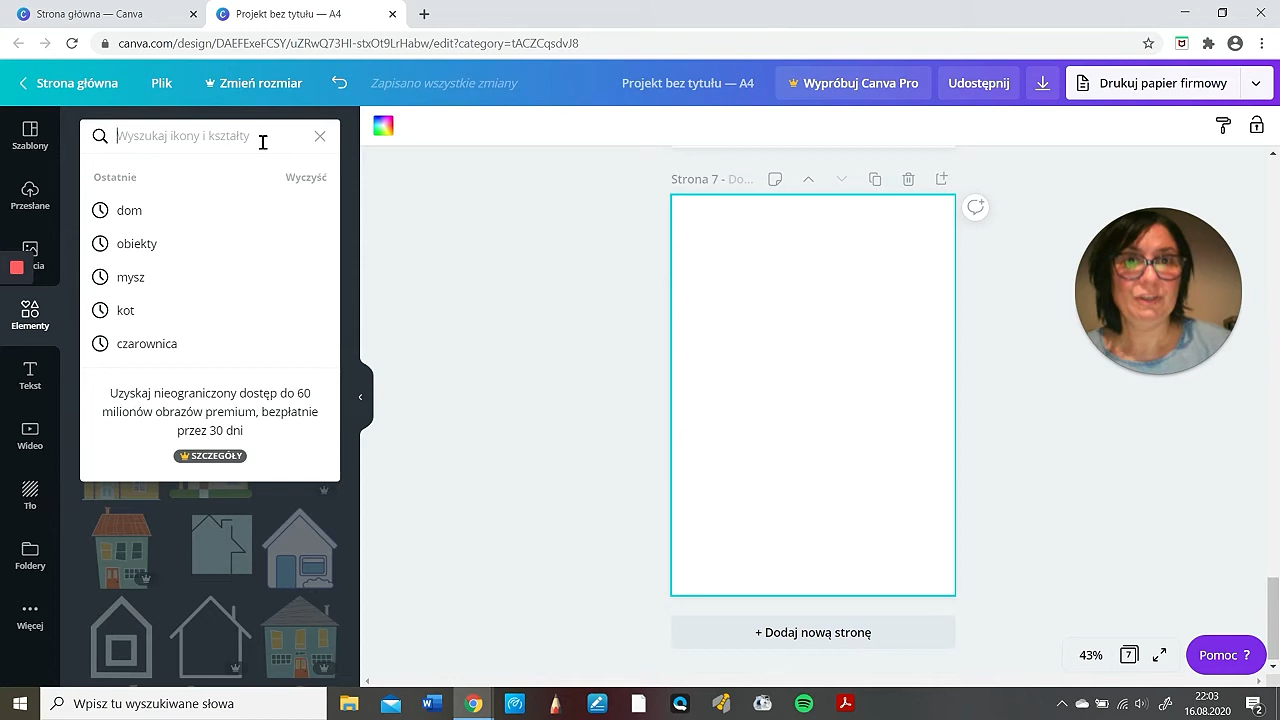 Strona główna — Canva
Projekt bez tytułu — A4
canva.com/design/DAEFExeFCSY/uZRwQ73HI-stxOt9LrHabw/edit?category=tACZCqsdvJ8
Strona główna
Plik
Zmień rozmiar
Zapisano wszystkie zmiany
Projekt bez tytułu — A4
Wypróbuj Canva Pro
Udostępnij
Drukuj papier firmowy
Szablony
Przesłane
cia
Elementy
Tekst
Wideo
Tło
Foldery
Więcej
Wyszukaj ikony i kształty
Ostatnie
Wyczyść
dom
obiekty
mysz
kot
czarownica
Uzyskaj nieograniczony dostęp do 60
milionów obrazów premium, bezpłatnie
przez 30 dni
SZCZEGÓŁY
Strona 7 - Do...
+ Dodaj nową stronę
43%
7
Pomoc ?
Wpisz tu wyszukiwane słowa
22:03
16.08.2020
2